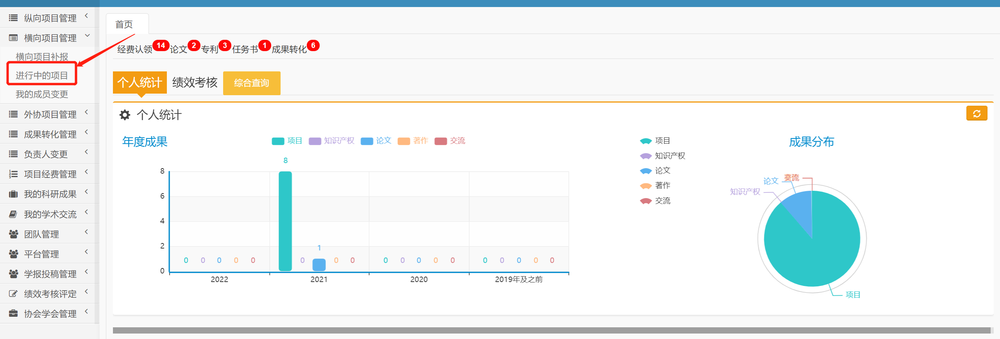 纵向项目管理
横向项目管理
横向项目补报
进行中的项目
我的成员变更
外协项目管理
成果转化管理
负责人变更
项目经费管理
我的科研成果
我的学术交流
团队管理
平台管理
学报投稿管理
绩效考核评定
协会学会管理
首页
经费认领 14 论文 2 专利 3 任务书 1 成果转化 6
个人统计 绩效考核 综合查询
个人统计
年度成果
项目 知识产权 论文 著作 交流
8
8
6
4
2
0
0 0 0 0 0
0 1 0 0
0 0 0 0 0
0 0 0 0 0
2022 2021 2020 2019年及之前
项目
知识产权
论文
著作
交流
成果分布
交流
论文
知识产权
项目